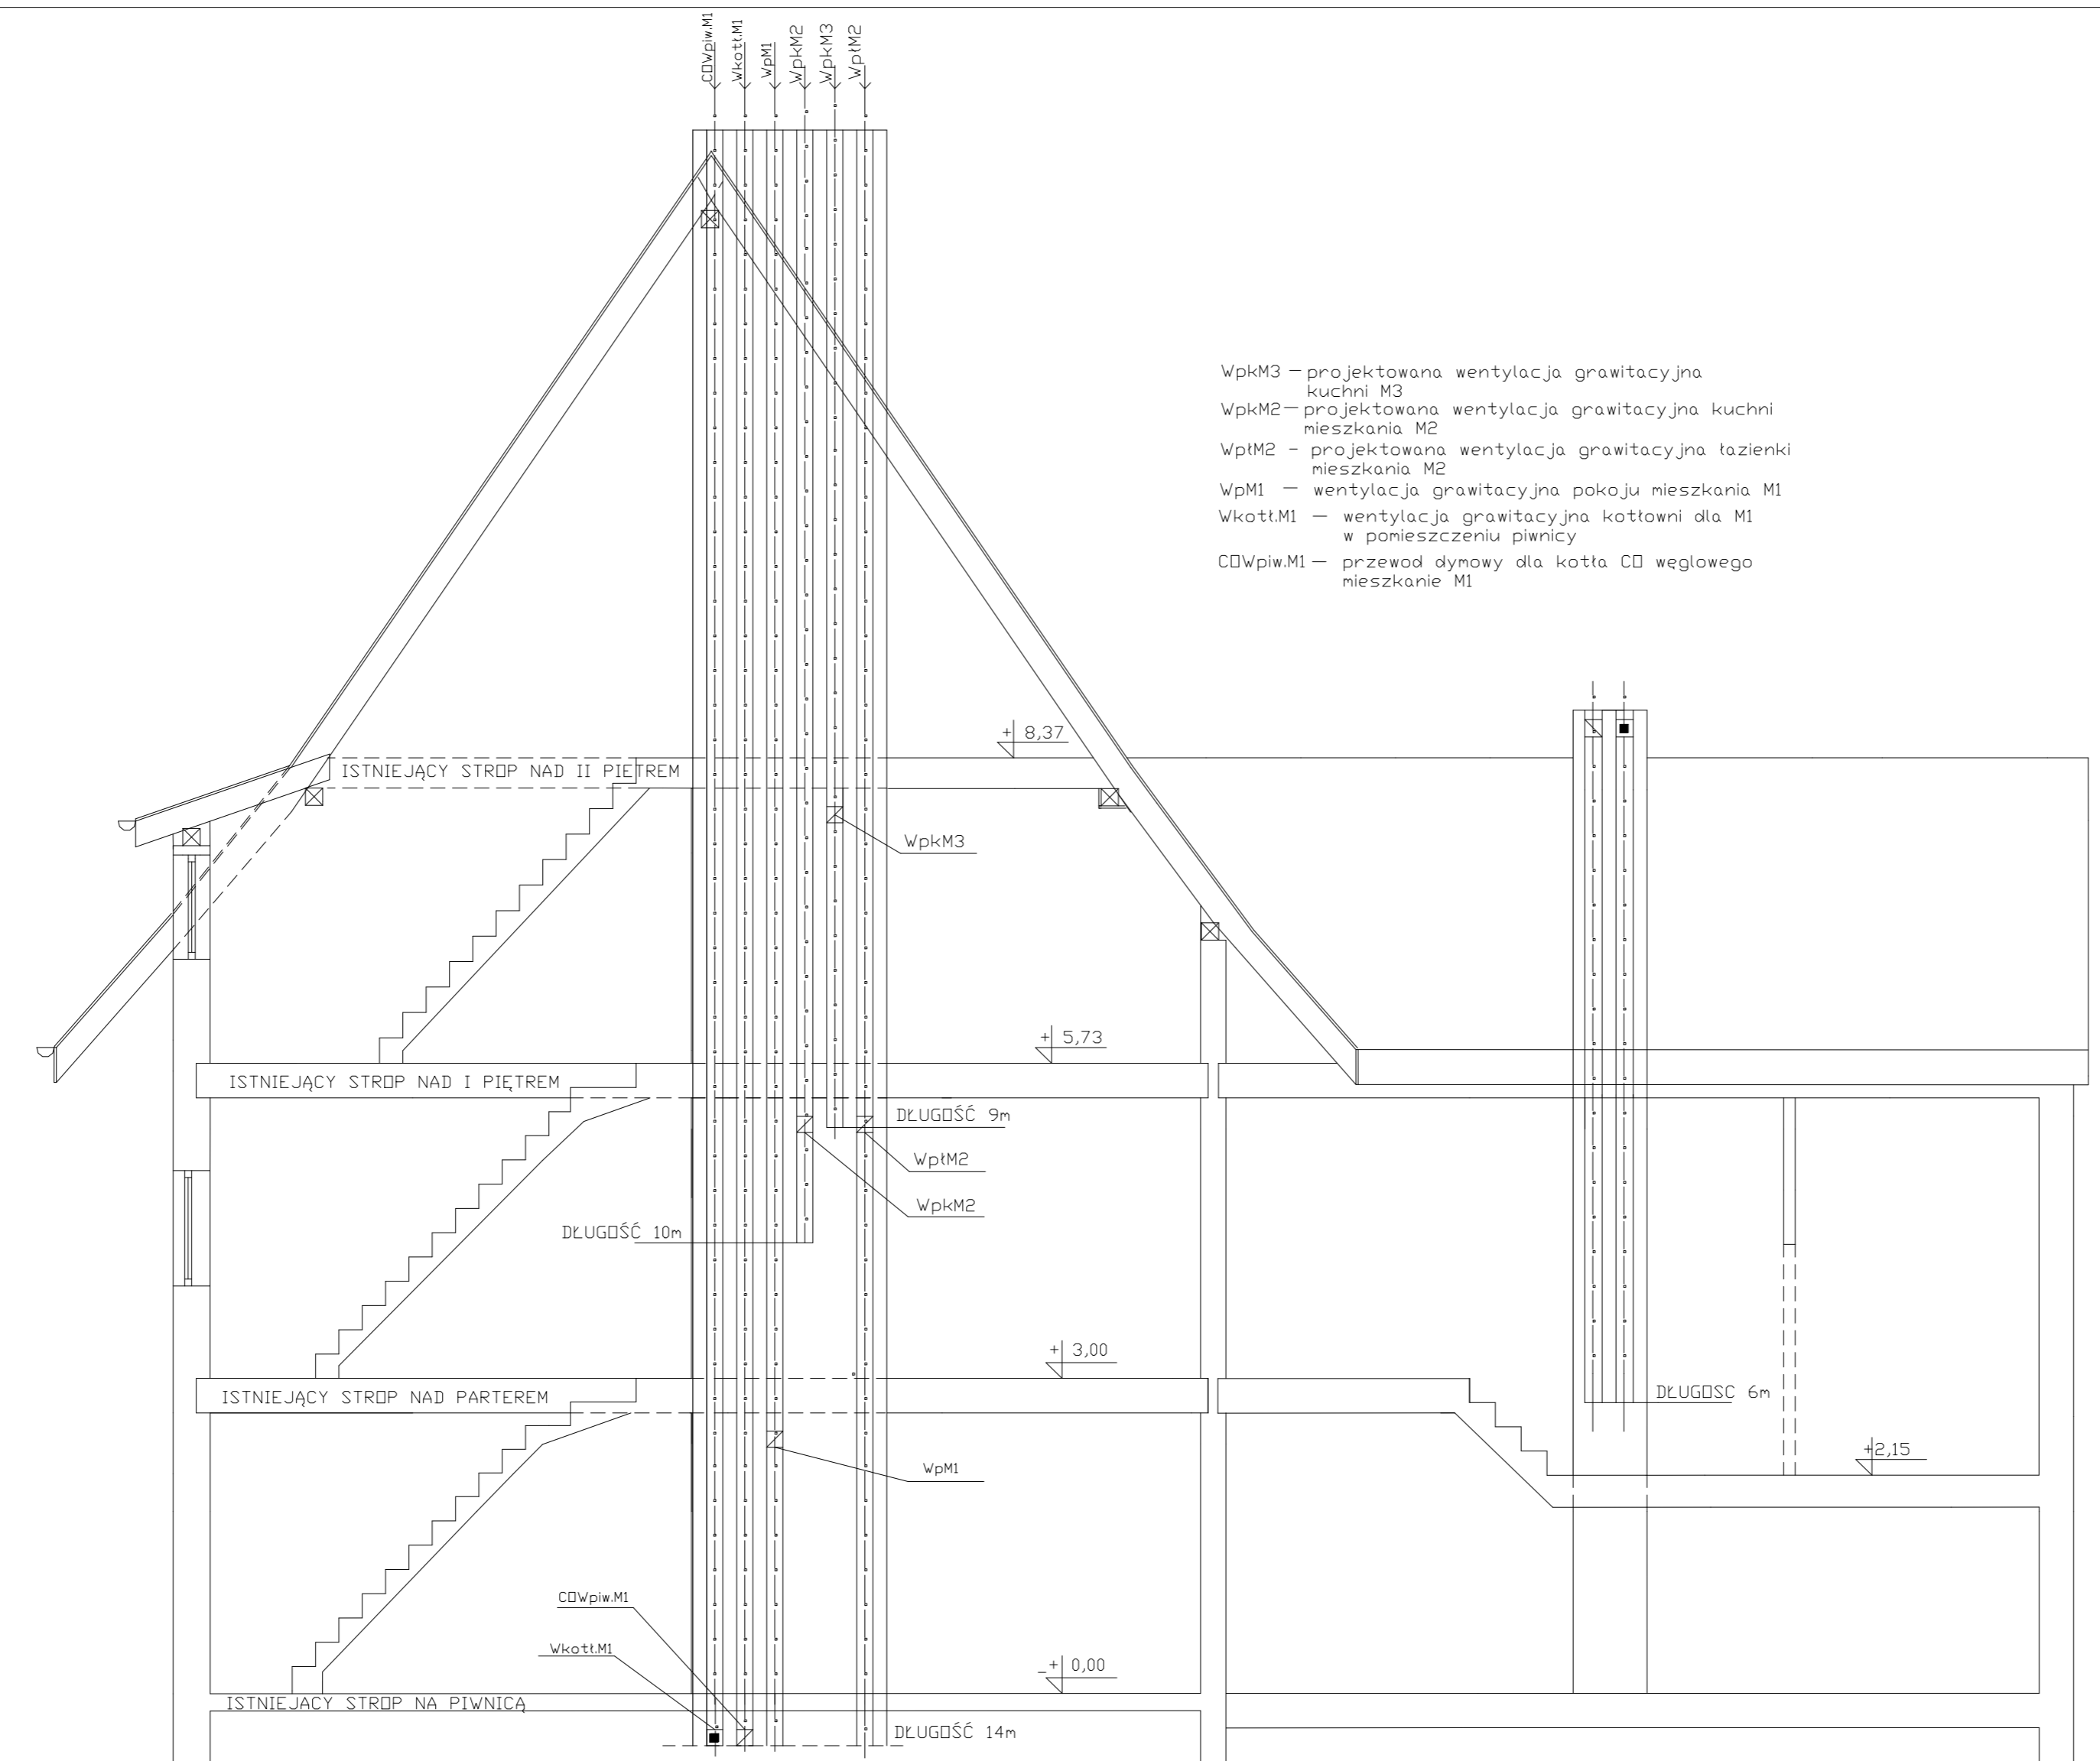 COWpiw.M1
Wkotł.M1
WpM1
WpkM2
WpkM3
WpłM2
WpkM3 — projektowana wentylacja grawitacyjna
kuchni M3
WpkM2— projektowana wentylacja grawitacyjna kuchni
mieszkania M2
WpłM2 - projektowana wentylacja grawitacyjna łazienki
mieszkania M2
WpM1 — wentylacja grawitacyjna pokoju mieszkania M1
Wkotł.M1 — wentylacja grawitacyjna kotłowni dla M1
w pomieszczeniu piwnicy
COWpiw.M1 — przewod dymowy dla kotła CO węglowego
mieszkanie M1
+ 8,37
ISTNIEJĄCY STROP NAD II PIETREM
WpkM3
+ 5,73
ISTNIEJĄCY STROP NAD I PIĘTREM
DŁUGOŚĆ 9m
WpłM2
WpkM2
DŁUGOŚĆ 10m
+ 3,00
ISTNIEJĄCY STROP NAD PARTEREM
DŁUGOSC 6m
+2,15
WpM1
COWpiw.M1
Wkotł.M1
-+ 0,00
ISTNIEJACY STROP NA PIWNICĄ
DŁUGOŚĆ 14m